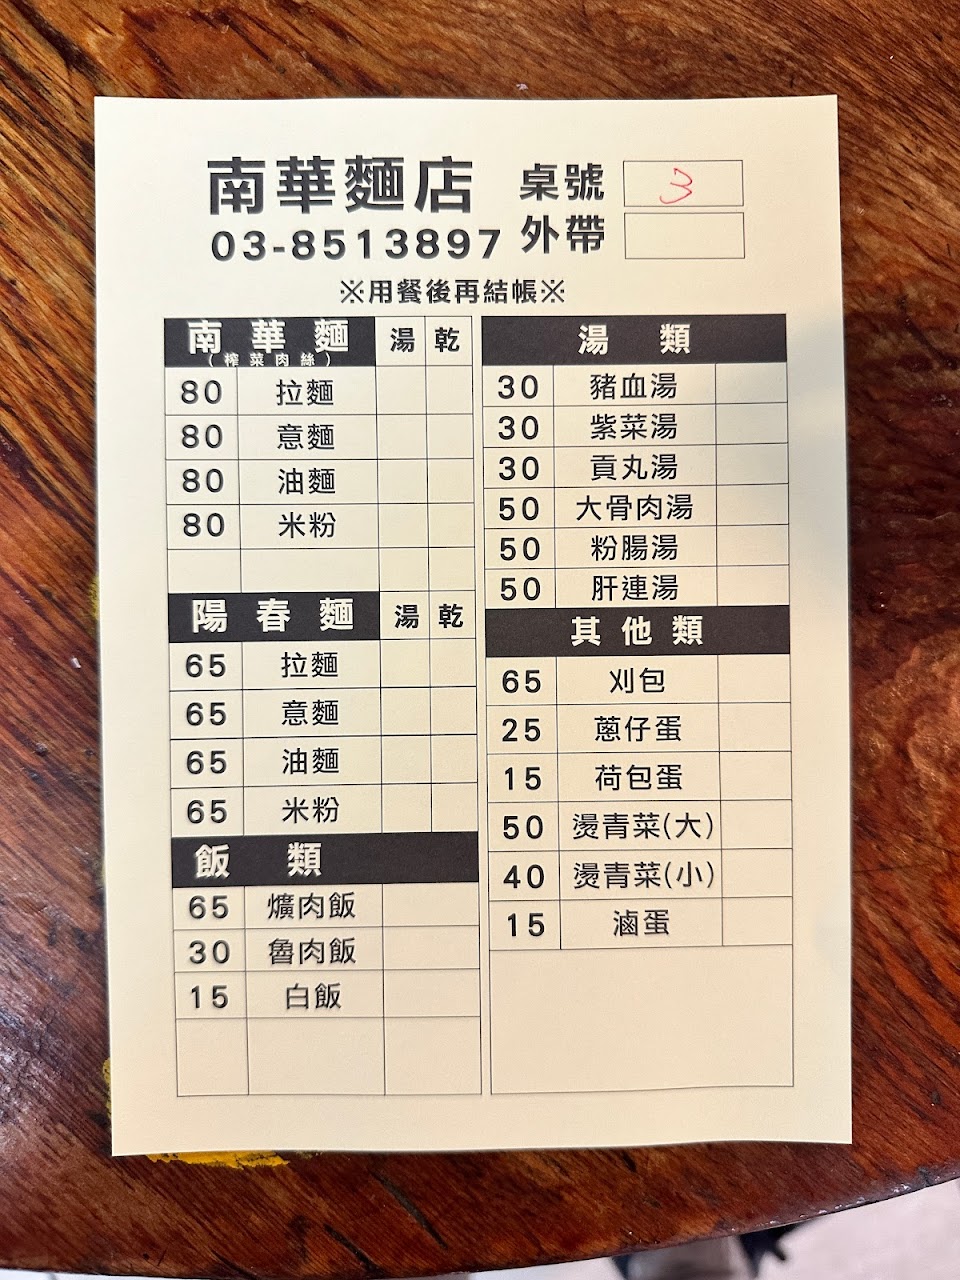 南華麵店
03-8513897
桌號 3
外帶
※用餐後再結帳※
南華麵 湯 乾
(榨菜肉絲)
80 拉麵
80 意麵
80 油麵
80 米粉
陽春麵 湯 乾
65 拉麵
65 意麵
65 油麵
65 米粉
飯類
65 爌肉飯
30 魯肉飯
15 白飯
湯類
30 豬血湯
30 紫菜湯
30 貢丸湯
50 大骨肉湯
50 粉腸湯
50 肝連湯
其他類
65 刈包
25 蔥仔蛋
15 荷包蛋
50 燙青菜(大)
40 燙青菜(小)
15 滷蛋